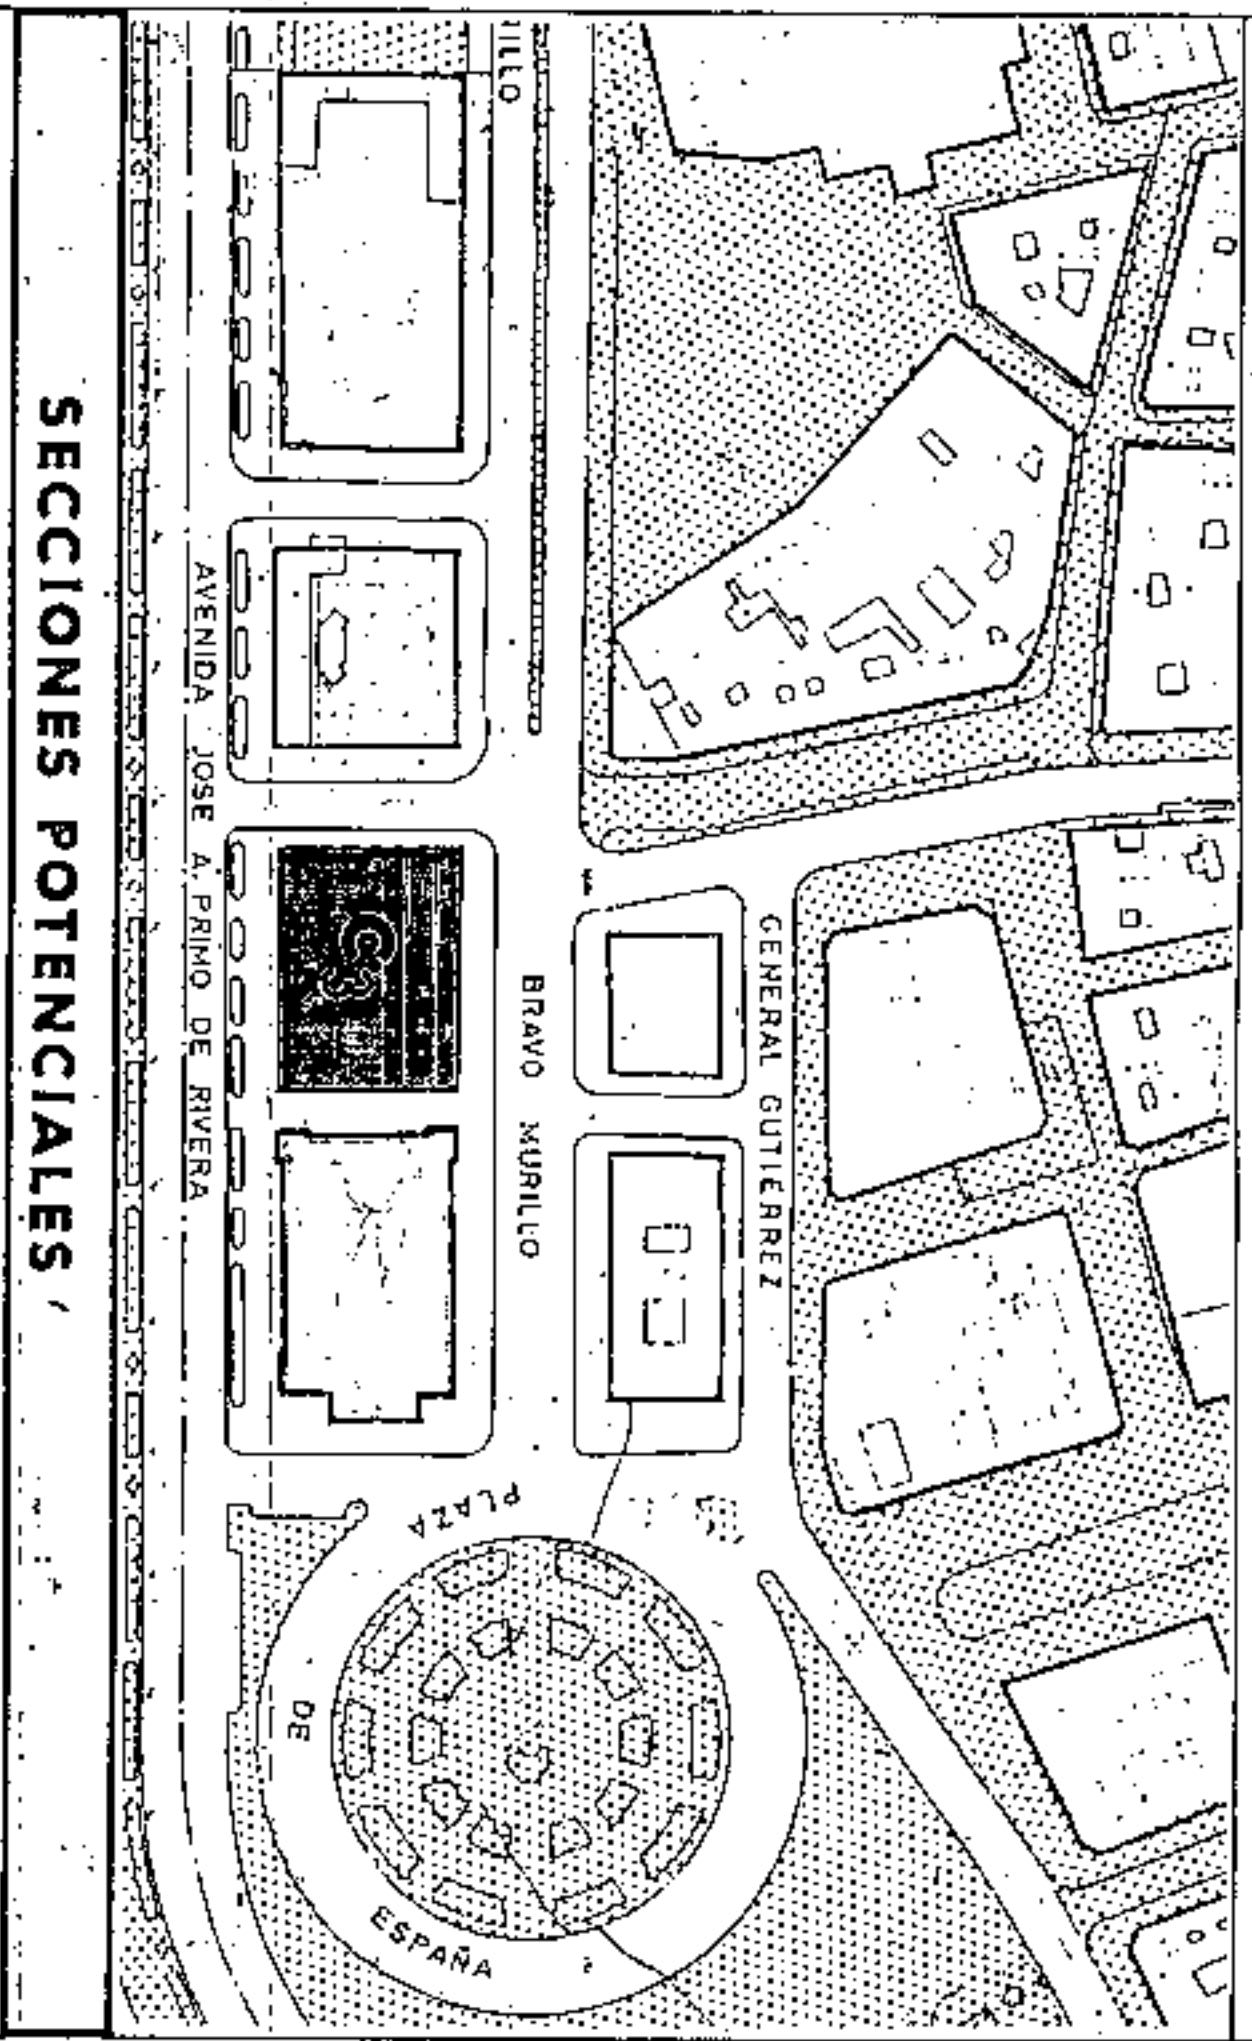 SECCIONES POTENCIALES
AVENIDA JOSE A. PRIMO DE RIVERA
BRAVO MURILLO
GENERAL GUTIERREZ
PLAZA
DE
ESPAÑA